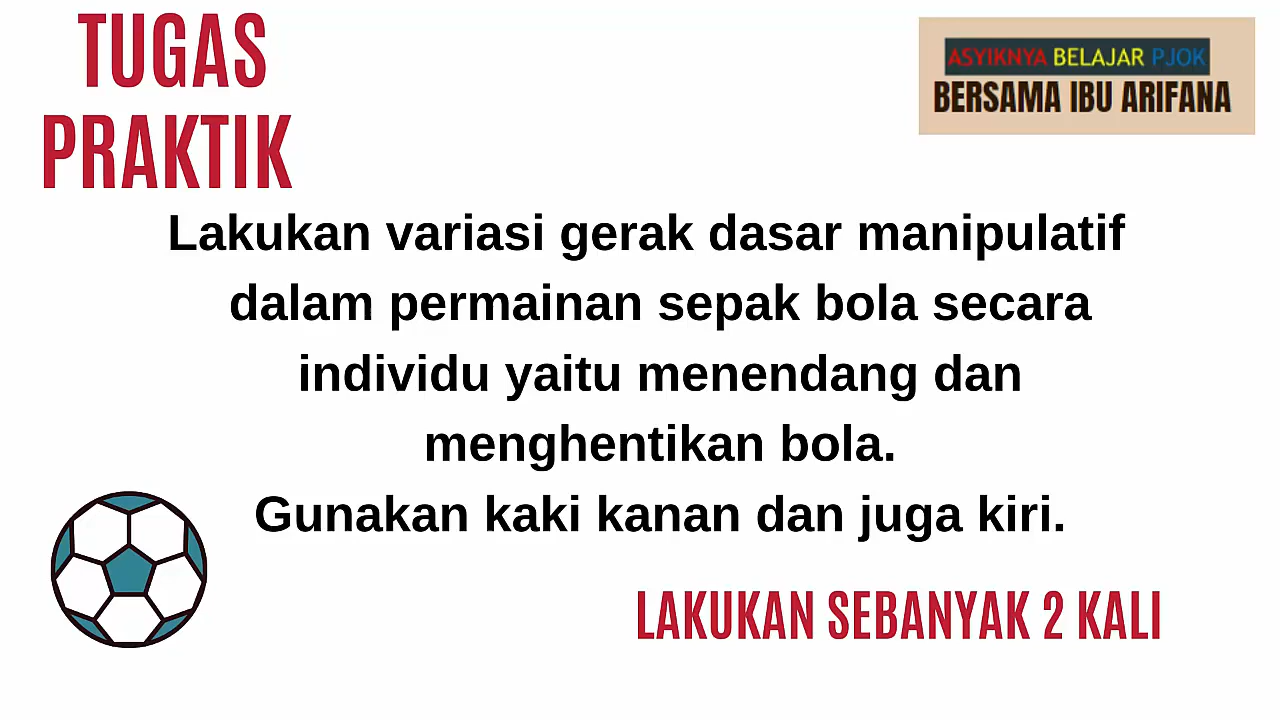 TUGAS
PRAKTIK
ASYIKNYA BELAJAR PJOK
BERSAMA IBU ARIFANA
Lakukan variasi gerak dasar manipulatif
dalam permainan sepak bola secara
individu yaitu menendang dan
menghentikan bola.
Gunakan kaki kanan dan juga kiri.
LAKUKAN SEBANYAK 2 KALI